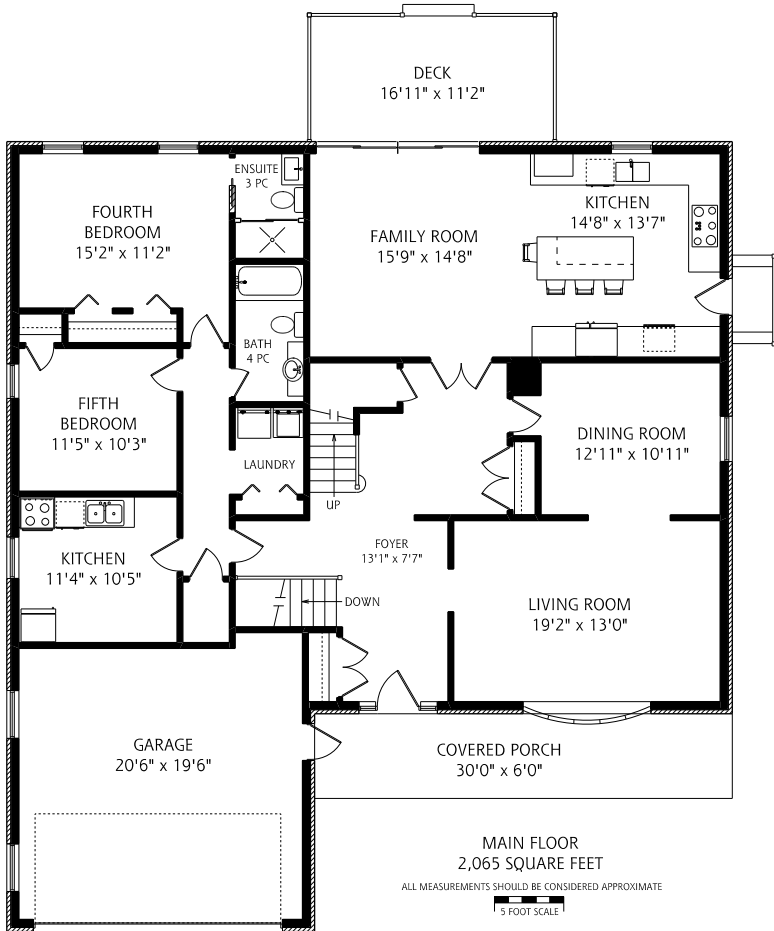 DECK
16'11" x 11'2"
ENSUITE
3 PC
FOURTH
BEDROOM
15'2" x 11'2"
FAMILY ROOM
15'9" x 14'8"
KITCHEN
14'8" x 13'7"
BATH
4 PC
FIFTH
BEDROOM
11'5" x 10'3"
LAUNDRY
UP
DINING ROOM
12'11" x 10'11"
KITCHEN
11'4" x 10'5"
FOYER
13'1" x 7'7"
DOWN
LIVING ROOM
19'2" x 13'0"
GARAGE
20'6" x 19'6"
COVERED PORCH
30'0" x 6'0"
MAIN FLOOR
2,065 SQUARE FEET
ALL MEASUREMENTS SHOULD BE CONSIDERED APPROXIMATE
5 FOOT SCALE